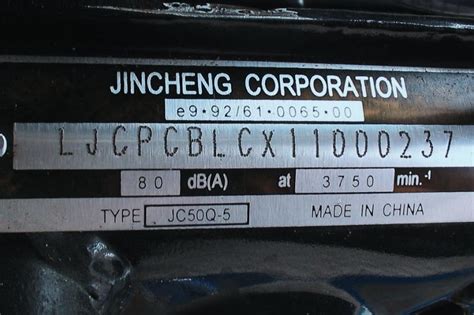 JINCHENG CORPORATION
e9*92/61*0065*00
LJCPCBLCX11000237
80 dB(A) at 3750 min.-1
TYPE JC50Q-5 MADE IN CHINA